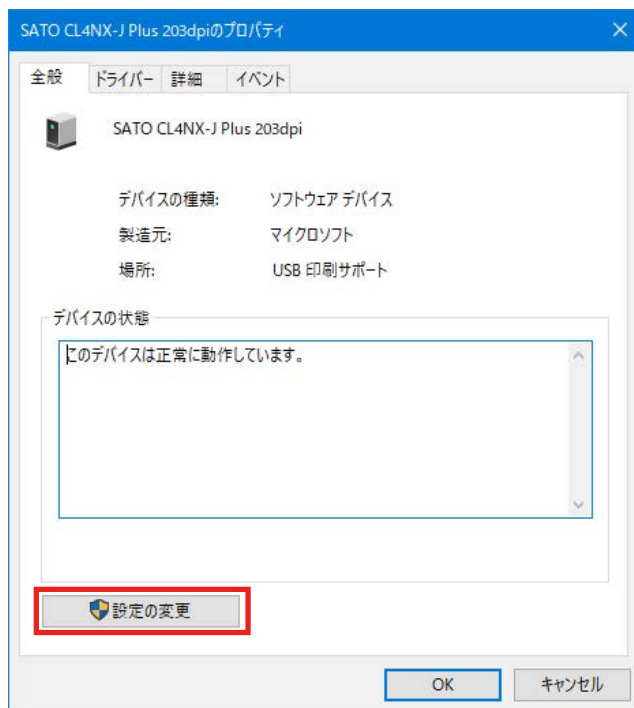 SATO CL4NX-J Plus 203dpiのプロパティ
全般 ドライバー 詳細 イベント
SATO CL4NX-J Plus 203dpi
デバイスの種類: ソフトウェア デバイス
製造元: マイクロソフト
場所: USB 印刷サポート
デバイスの状態
このデバイスは正常に動作しています。
設定の変更
OK キャンセル